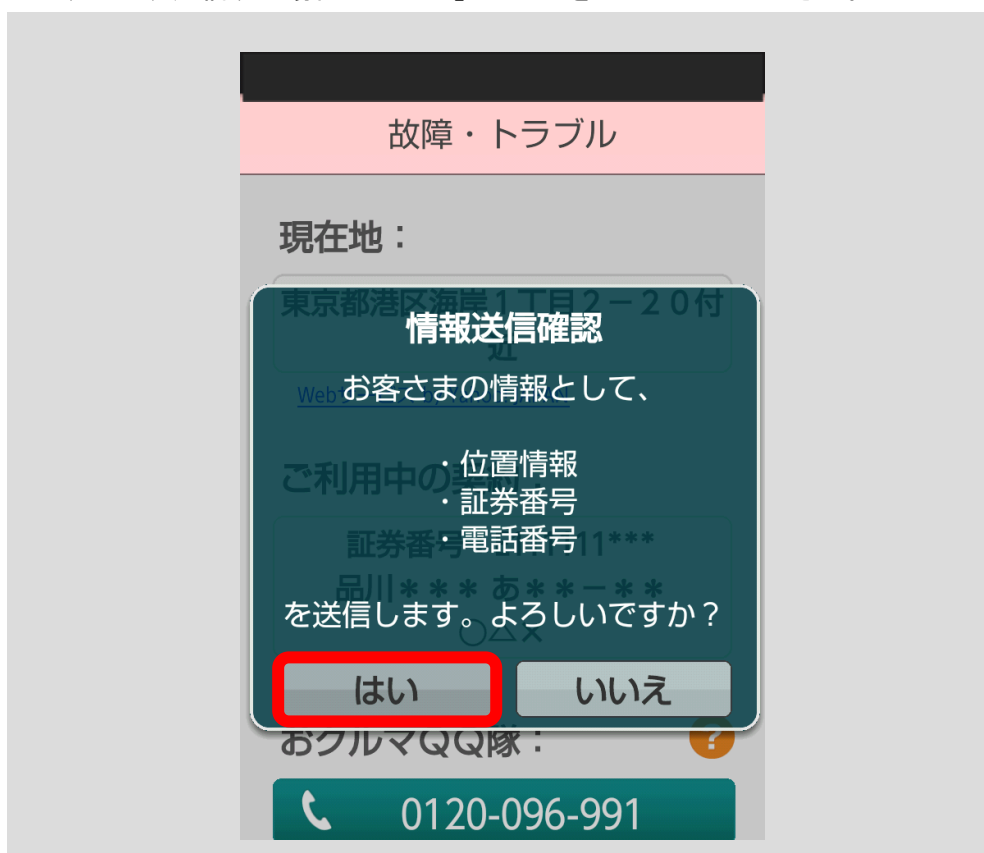 故障・トラブル
現在地：
東京都港区海岸１丁目２－２０付
近
情報送信確認
お客さまの情報として、
・位置情報
・証券番号
・電話番号
を送信します。よろしいですか？
はい
いいえ
ご利用中の契約：
証券番号
11***
品川＊＊＊ あ＊＊－＊＊
○△×
おクルマQQ隊：
?
0120-096-991